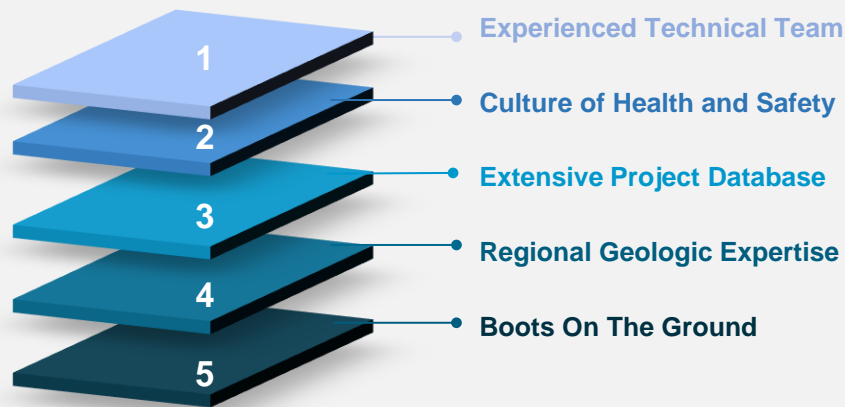 1 Experienced Technical Team
2 Culture of Health and Safety
3 Extensive Project Database
4 Regional Geologic Expertise
5 Boots On The Ground